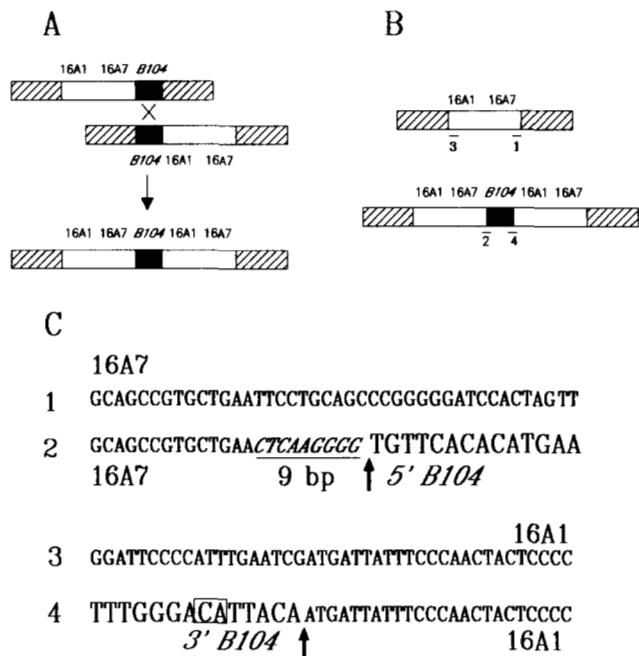 A
B
16A1 16A7 B104
B104 16A1 16A7
16A1 16A7 B104 16A1 16A7
16A1 16A7
3 1
16A1 16A7 B104 16A1 16A7
2 4
C
16A7
1 GCAGCCGTGCTGAATTCCTGCAGCCCGGGGGATCCACTAGTT
2 GCAGCCGTGCTGAACTCAAGGGG TGTTCACACATGAA
16A7 9 bp 5' B104
16A1
3 GGATTCCCCATTTGAATCGATGATTATTTCCCAACTACTCCCC
4 TTTGGGACATTACAATGATTATTTCCCAACTACTCCCC
3' B104 16A1